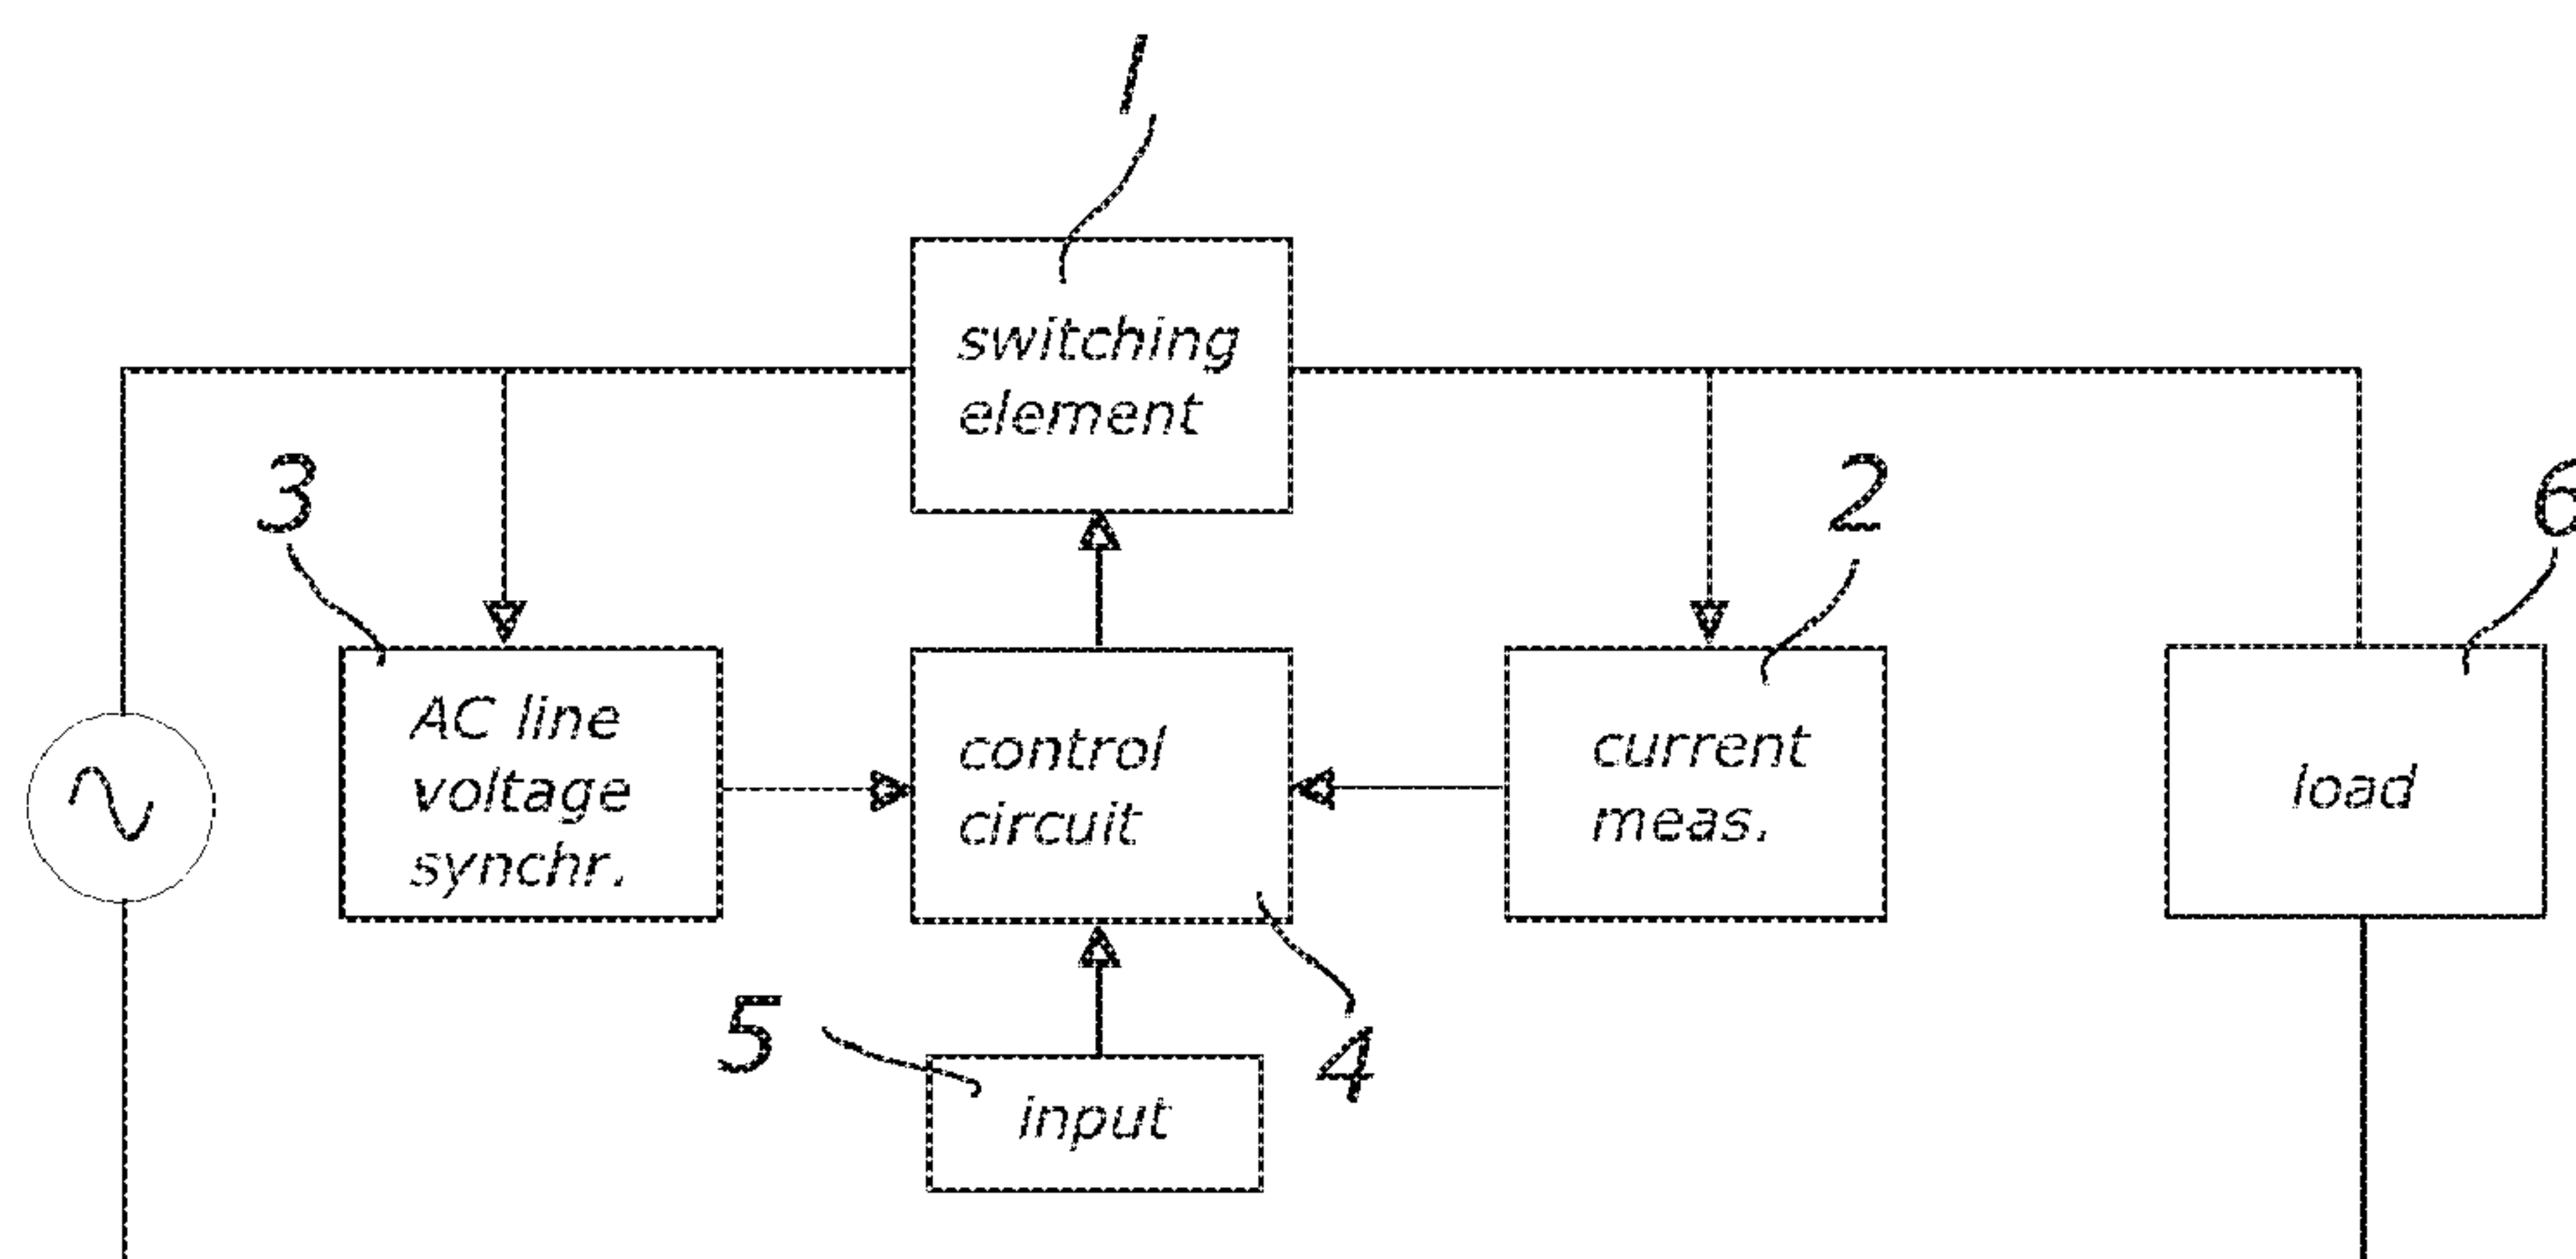 1
switching
element
3
2
6
AC line
voltage
synchr.
control
circuit
current
meas.
load
5
4
input